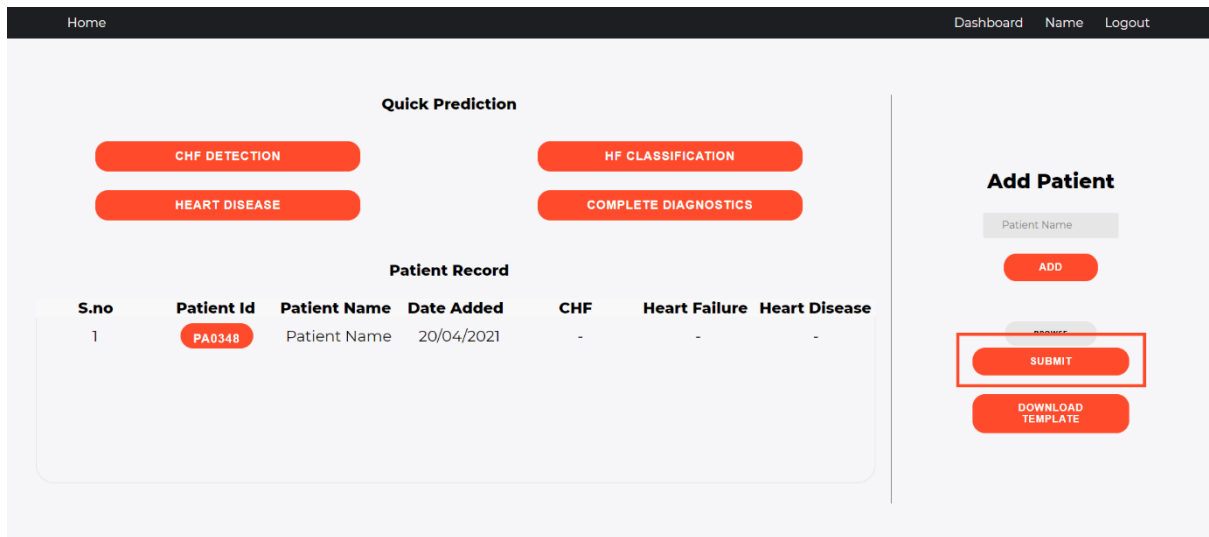 Home Dashboard Name Logout
Quick Prediction
CHF DETECTION HF CLASSIFICATION
HEART DISEASE COMPLETE DIAGNOSTICS
Patient Record
S.no Patient Id Patient Name Date Added CHF Heart Failure Heart Disease
1 PA0348 Patient Name 20/04/2021 - - -
Add Patient
Patient Name
ADD
BROWSE
SUBMIT
DOWNLOAD
TEMPLATE